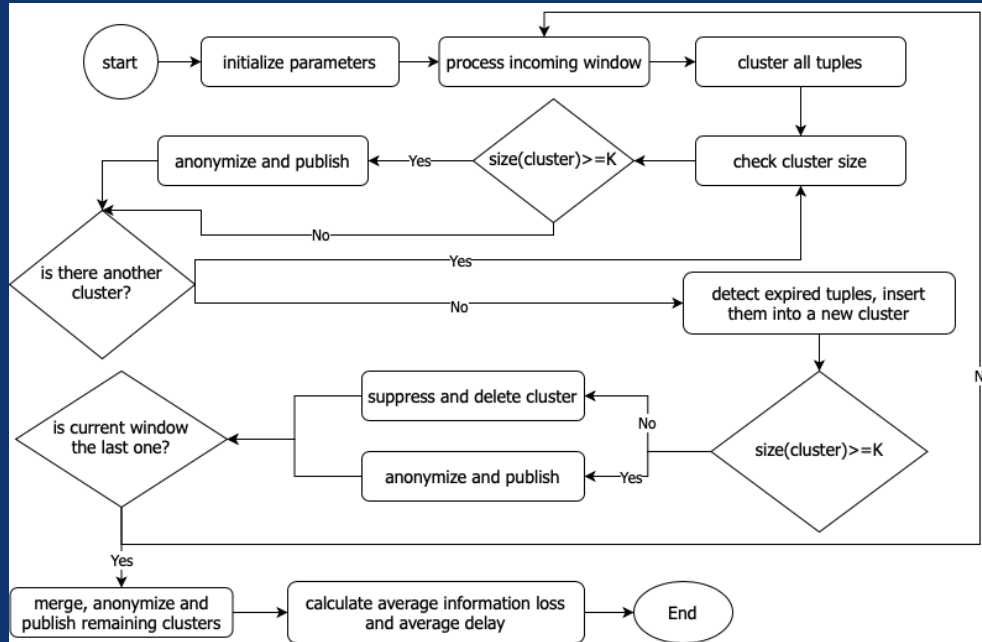 start
initialize parameters
process incoming window
cluster all tuples
anonymize and publish
Yes
size(cluster)>=K
check cluster size
No
Yes
is there another
cluster?
No
detect expired tuples, insert
them into a new cluster
suppress and delete cluster
No
is current window
the last one?
size(cluster)>=K
anonymize and publish
Yes
Yes
merge, anonymize and
publish remaining clusters
calculate average information loss
and average delay
End